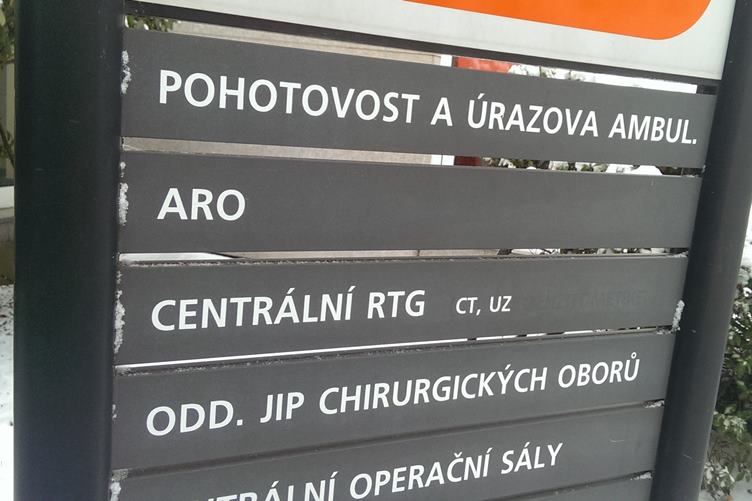 POHOTOVOST A ÚRAZOVA AMBUL.
ARO
CENTRÁLNÍ RTG CT, UZ
ODD. JIP CHIRURGICKÝCH OBORŮ
OPERAČNÍ SÁLY